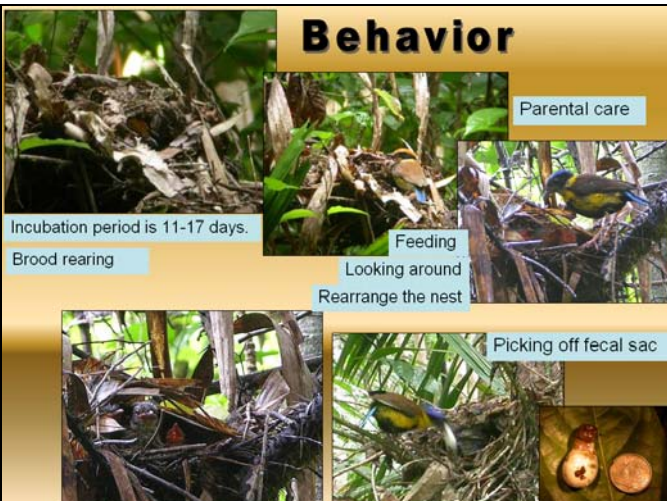 Behavior
Parental care
Incubation period is 11-17 days.
Brood rearing
Feeding
Looking around
Rearrange the nest
Picking off fecal sac